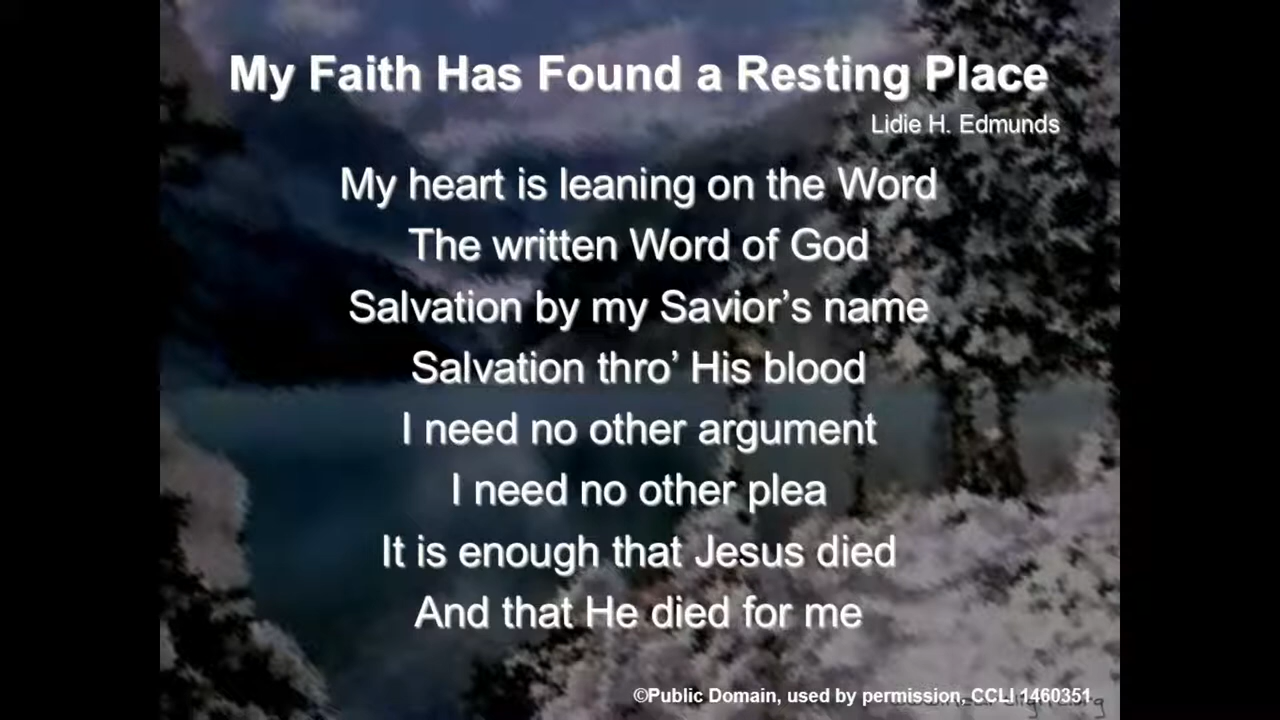 My Faith Has Found a Resting Place
Lidie H. Edmunds
My heart is leaning on the Word
The written Word of God
Salvation by my Savior’s name
Salvation thro’ His blood
I need no other argument
I need no other plea
It is enough that Jesus died
And that He died for me
©Public Domain, used by permission, CCLI 1460351